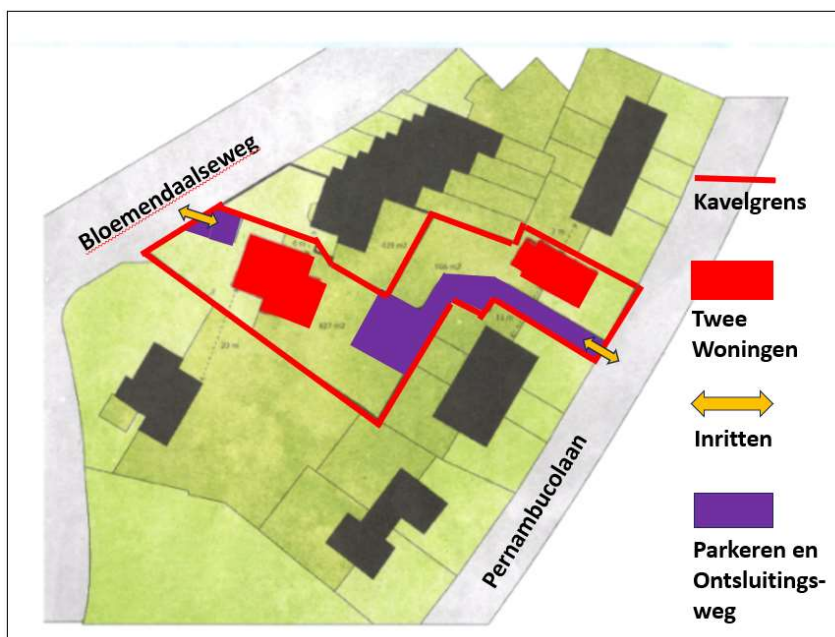 Bloemendaalseweg
Pernambucolaan
Kavelgrens
Twee
Woningen
Inritten
Parkeren en
Ontsluitings-
weg